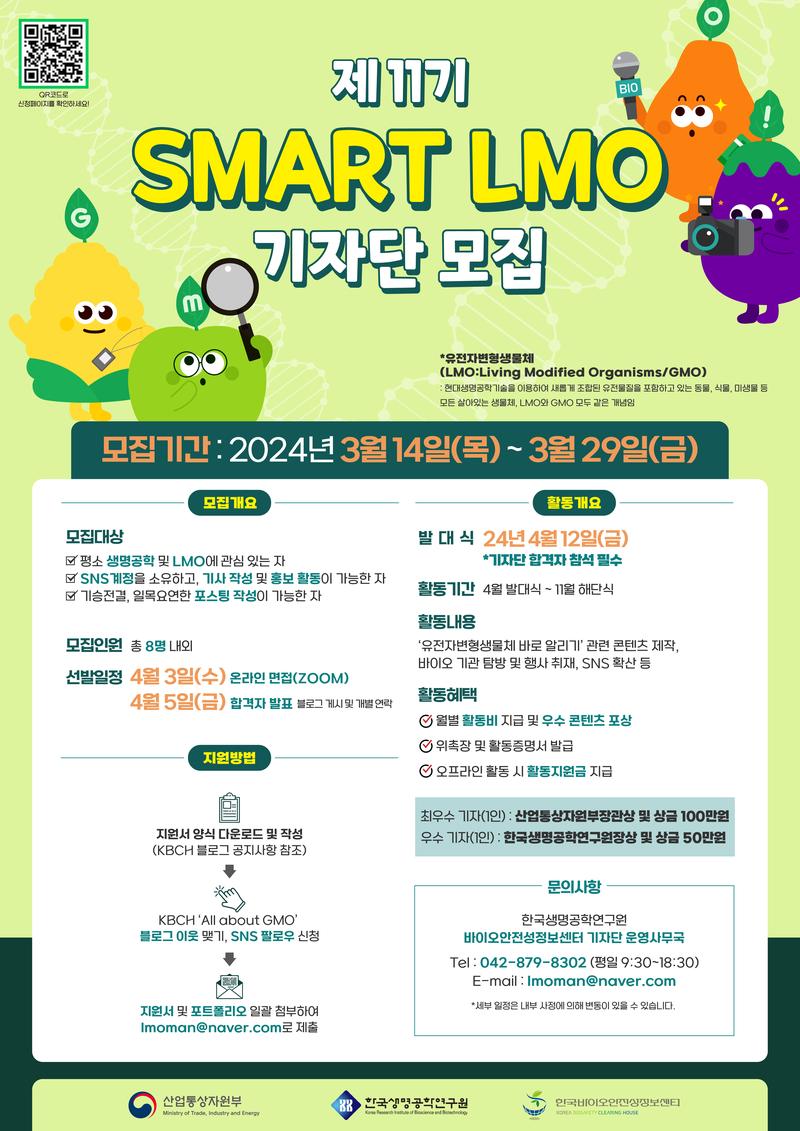 QR코드로
신청페이지를 확인하세요!
제11기
SMART LMO
기자단 모집
BIO
G
m
O
!
*유전자변형생물체
(LMO:Living Modified Organisms/GMO)
: 현대생명공학기술을 이용하여 새롭게 조합된 유전물질을 포함하고 있는 동물, 식물, 미생물 등
모든 살아있는 생물체, LMO와 GMO 모두 같은 개념임
모집기간 : 2024년 3월 14일(목) ~ 3월 29일(금)
모집개요
모집대상
평소 생명공학 및 LMO에 관심 있는 자
SNS계정을 소유하고, 기사 작성 및 홍보 활동이 가능한 자
기승전결, 일목요연한 포스팅 작성이 가능한 자
모집인원 총 8명 내외
선발일정 4월 3일(수) 온라인 면접(ZOOM)
4월 5일(금) 합격자 발표 블로그 게시 및 개별 연락
지원방법
지원서 양식 다운로드 및 작성
(KBCH 블로그 공지사항 참조)
KBCH ‘All about GMO’
블로그 이웃 맺기, SNS 팔로우 신청
지원서 및 포트폴리오 일괄 첨부하여
lmoman@naver.com로 제출
활동개요
발 대 식 24년 4월 12일(금)
*기자단 합격자 참석 필수
활동기간 4월 발대식 ~ 11월 해단식
활동내용
‘유전자변형생물체 바로 알리기’ 관련 콘텐츠 제작,
바이오 기관 탐방 및 행사 취재, SNS 확산 등
활동혜택
월별 활동비 지급 및 우수 콘텐츠 포상
위촉장 및 활동증명서 발급
오프라인 활동 시 활동지원금 지급
최우수 기자(1인) : 산업통상자원부장관상 및 상금 100만원
우수 기자(1인) : 한국생명공학연구원장상 및 상금 50만원
문의사항
한국생명공학연구원
바이오안전성정보센터 기자단 운영사무국
Tel : 042-879-8302 (평일 9:30~18:30)
E-mail : lmoman@naver.com
*세부 일정은 내부 사정에 의해 변동이 있을 수 있습니다.
산업통상자원부
Ministry of Trade, Industry and Energy
한국생명공학연구원
Korea Research Institute of Bioscience and Biotechnology
한국바이오안전성정보센터
KOREA BIOSAFETY CLEARING HOUSE